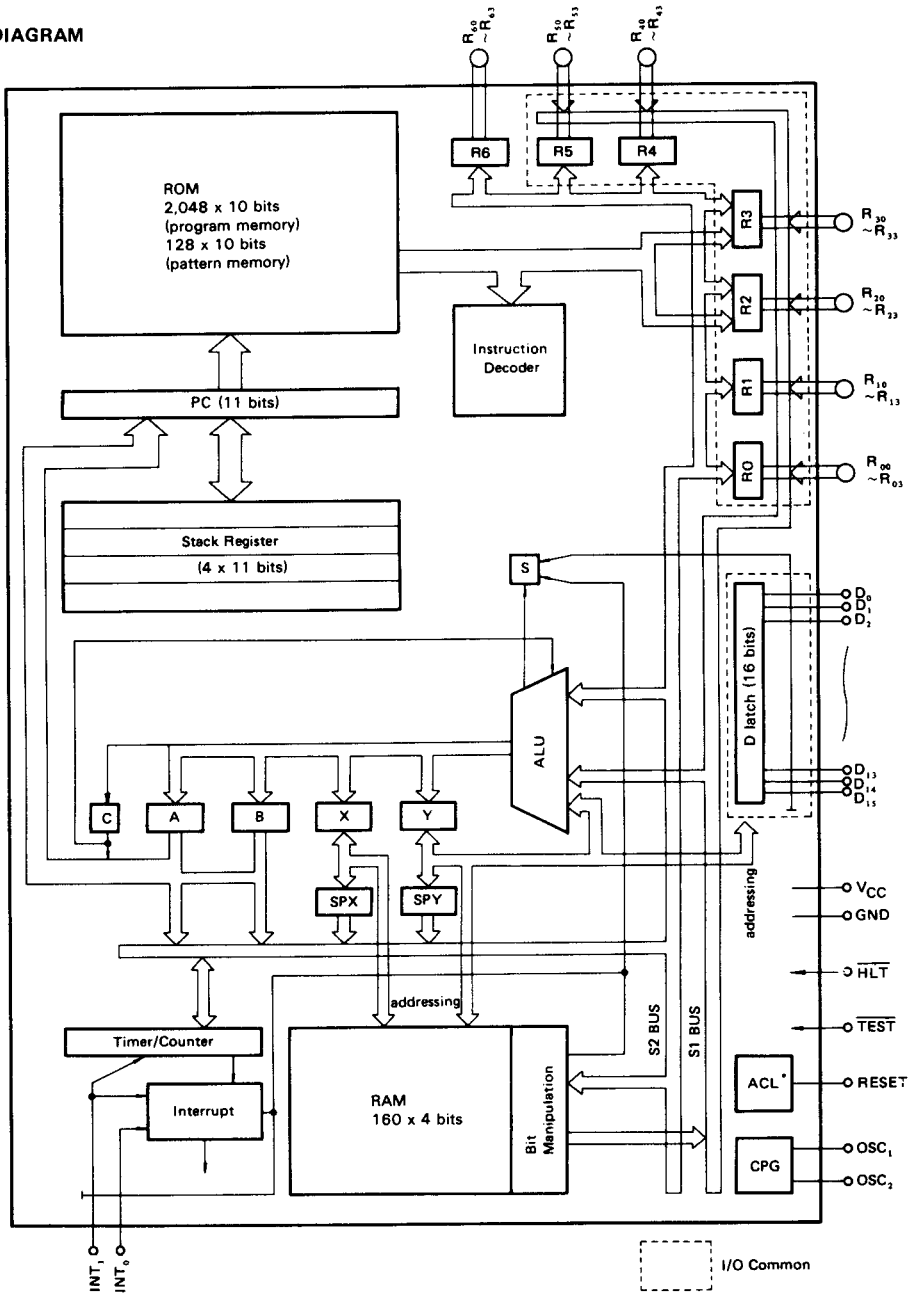 DIAGRAM
R₆₀
~R₆₃
R₅₀
~R₅₃
R₄₀
~R₄₃
R6
R5
R4
ROM
2,048 x 10 bits
(program memory)
128 x 10 bits
(pattern memory)
R3
R₃₀
~R₃₃
R2
R₂₀
~R₂₃
Instruction
Decoder
R1
R₁₀
~R₁₃
PC (11 bits)
R0
R₀₀
~R₀₃
Stack Register
(4 x 11 bits)
S
D latch (16 bits)
D₀
D₁
D₂
ALU
D₁₃
D₁₄
D₁₅
C
A
B
X
Y
SPX
SPY
addressing
V_CC
GND
HLT
addressing
TEST
S2 BUS
S1 BUS
Timer/Counter
Interrupt
RAM
160 x 4 bits
Bit
Manipulation
ACL*
RESET
CPG
OSC₁
OSC₂
INT₁
INT₀
I/O Common